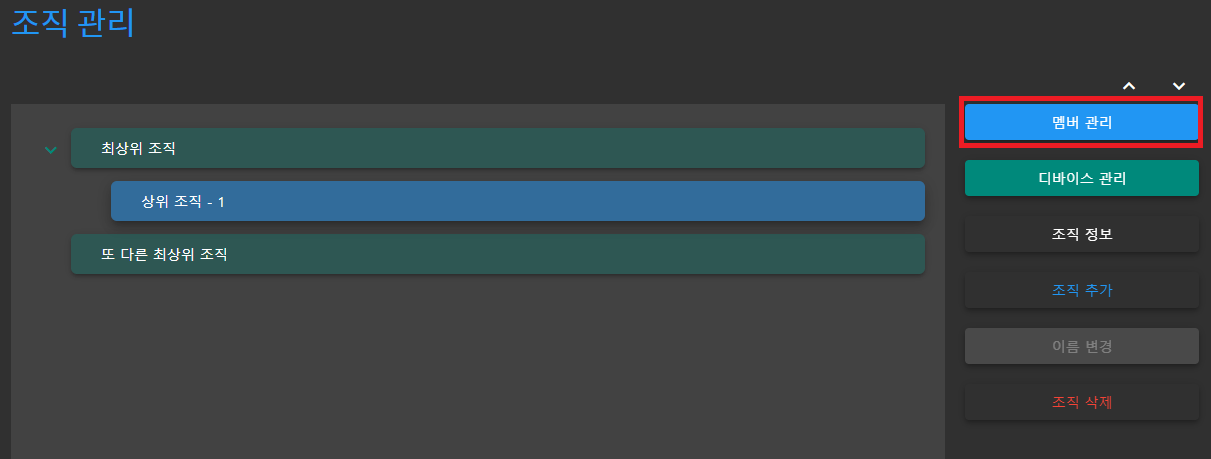 조직 관리
최상위 조직
상위 조직 - 1
또 다른 최상위 조직
멤버 관리
디바이스 관리
조직 정보
조직 추가
이름 변경
조직 삭제